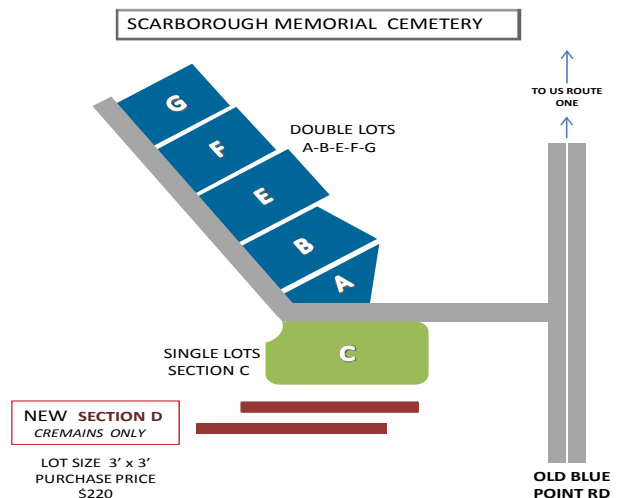 SCARBOROUGH MEMORIAL CEMETERY
TO US ROUTE
ONE
G
DOUBLE LOTS
A-B-E-F-G
F
E
B
A
SINGLE LOTS
SECTION C
C
NEW SECTION D
CREMAINS ONLY
LOT SIZE 3' x 3'
PURCHASE PRICE
$220
OLD BLUE
POINT RD